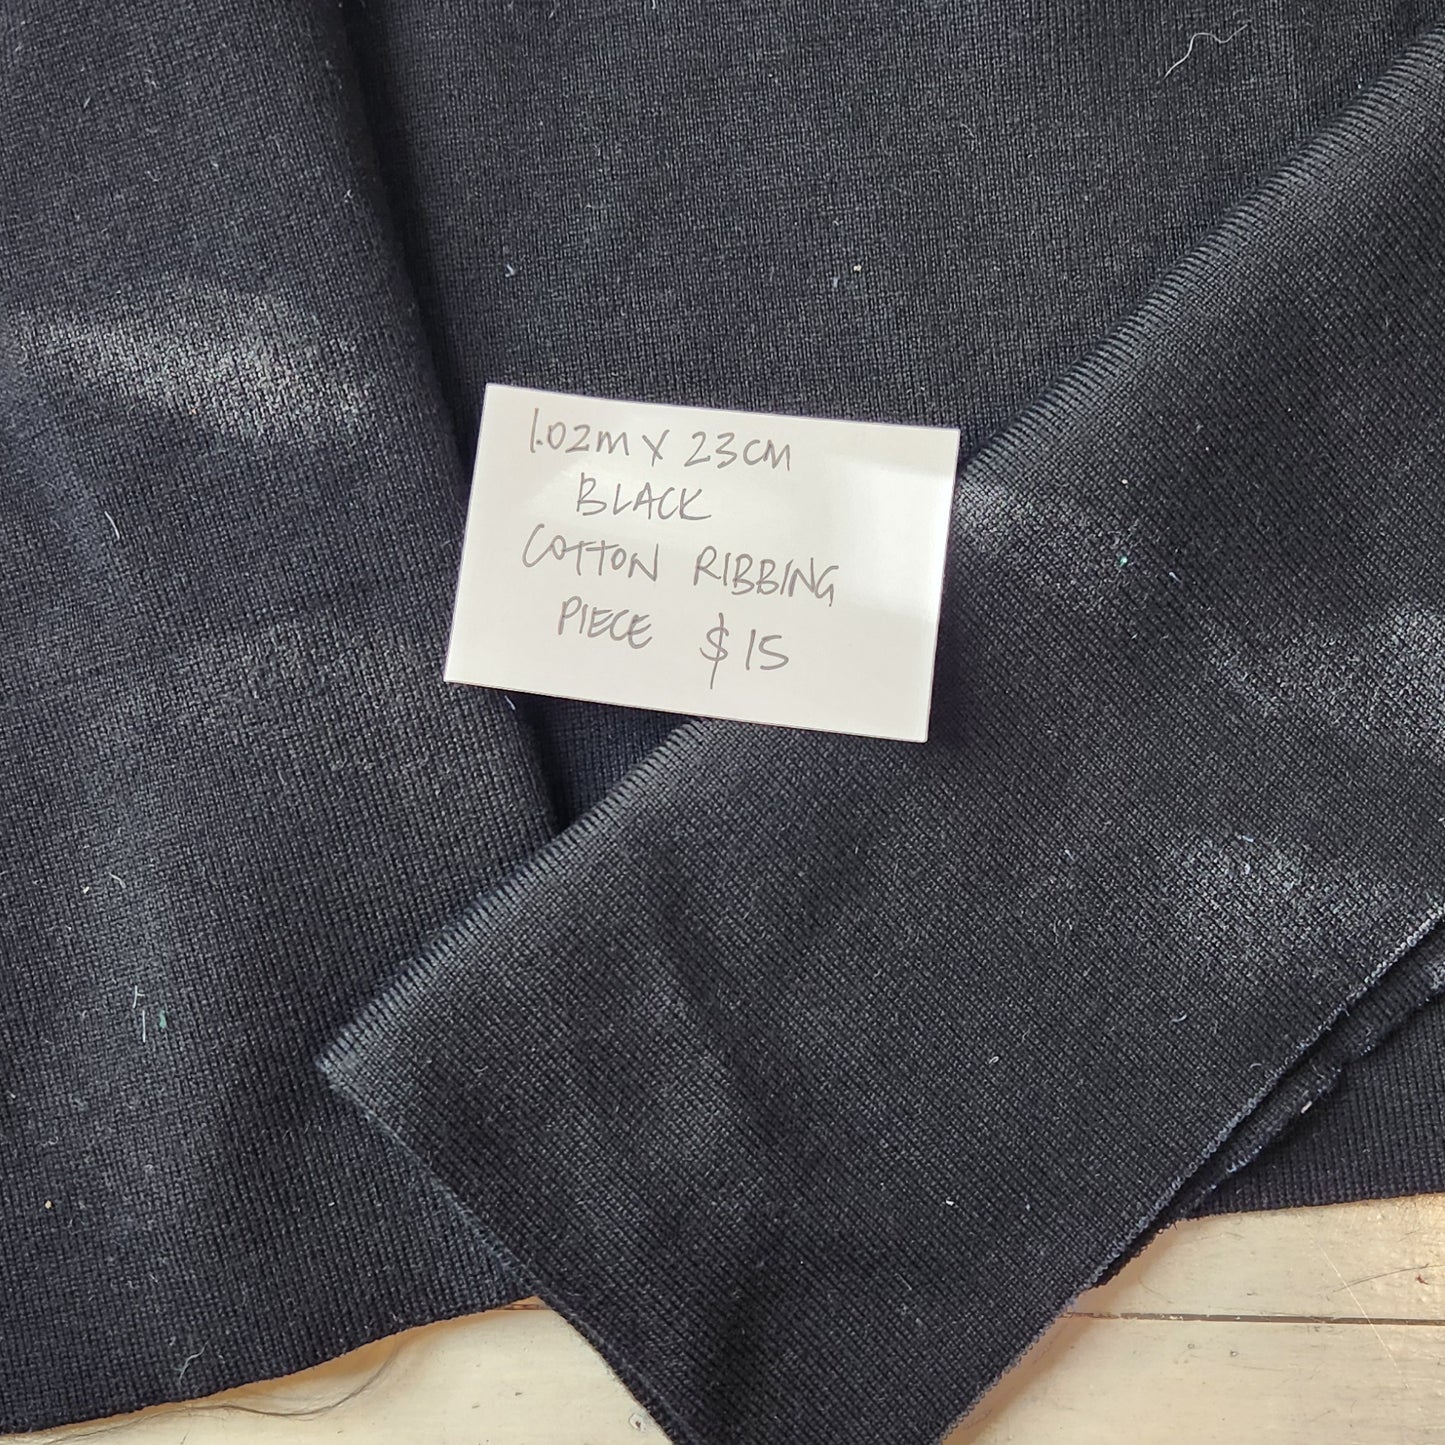 1.02m X 23CM
BLACK
COTTON RIBBING
PIECE $15